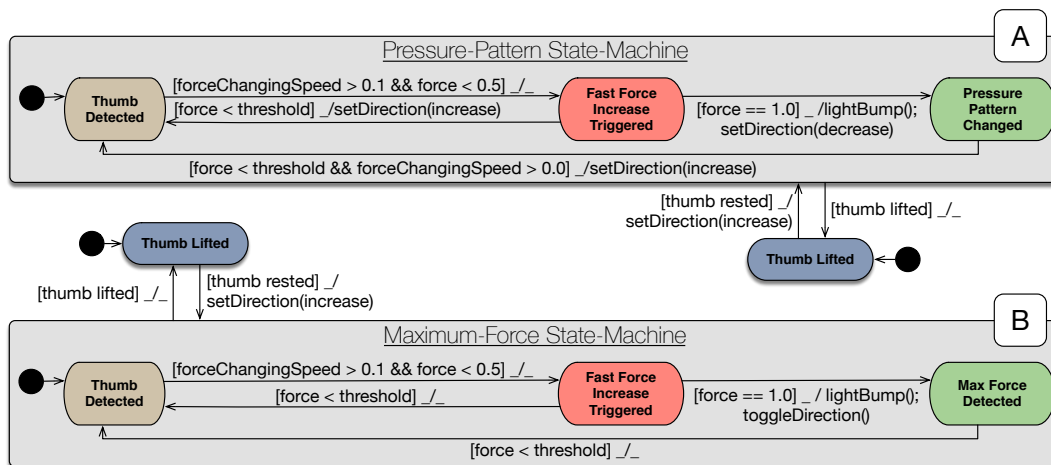 A
Pressure-Pattern State-Machine
[forceChangingSpeed > 0.1 && force < 0.5] _/_
Thumb
Detected
[force < threshold] _/setDirection(increase)
Fast Force
Increase
Triggered
[force == 1.0] _ /lightBump();
setDirection(decrease)
Pressure
Pattern
Changed
[force < threshold && forceChangingSpeed > 0.0] _/setDirection(increase)
[thumb rested] _/
setDirection(increase)
[thumb lifted] _/_
Thumb Lifted
Thumb Lifted
[thumb lifted] _/_
[thumb rested] _/
setDirection(increase)
B
Maximum-Force State-Machine
[forceChangingSpeed > 0.1 && force < 0.5] _/_
Thumb
Detected
[force < threshold] _/_
Fast Force
Increase
Triggered
[force == 1.0] _ / lightBump();
toggleDirection()
Max Force
Detected
[force < threshold] _/_